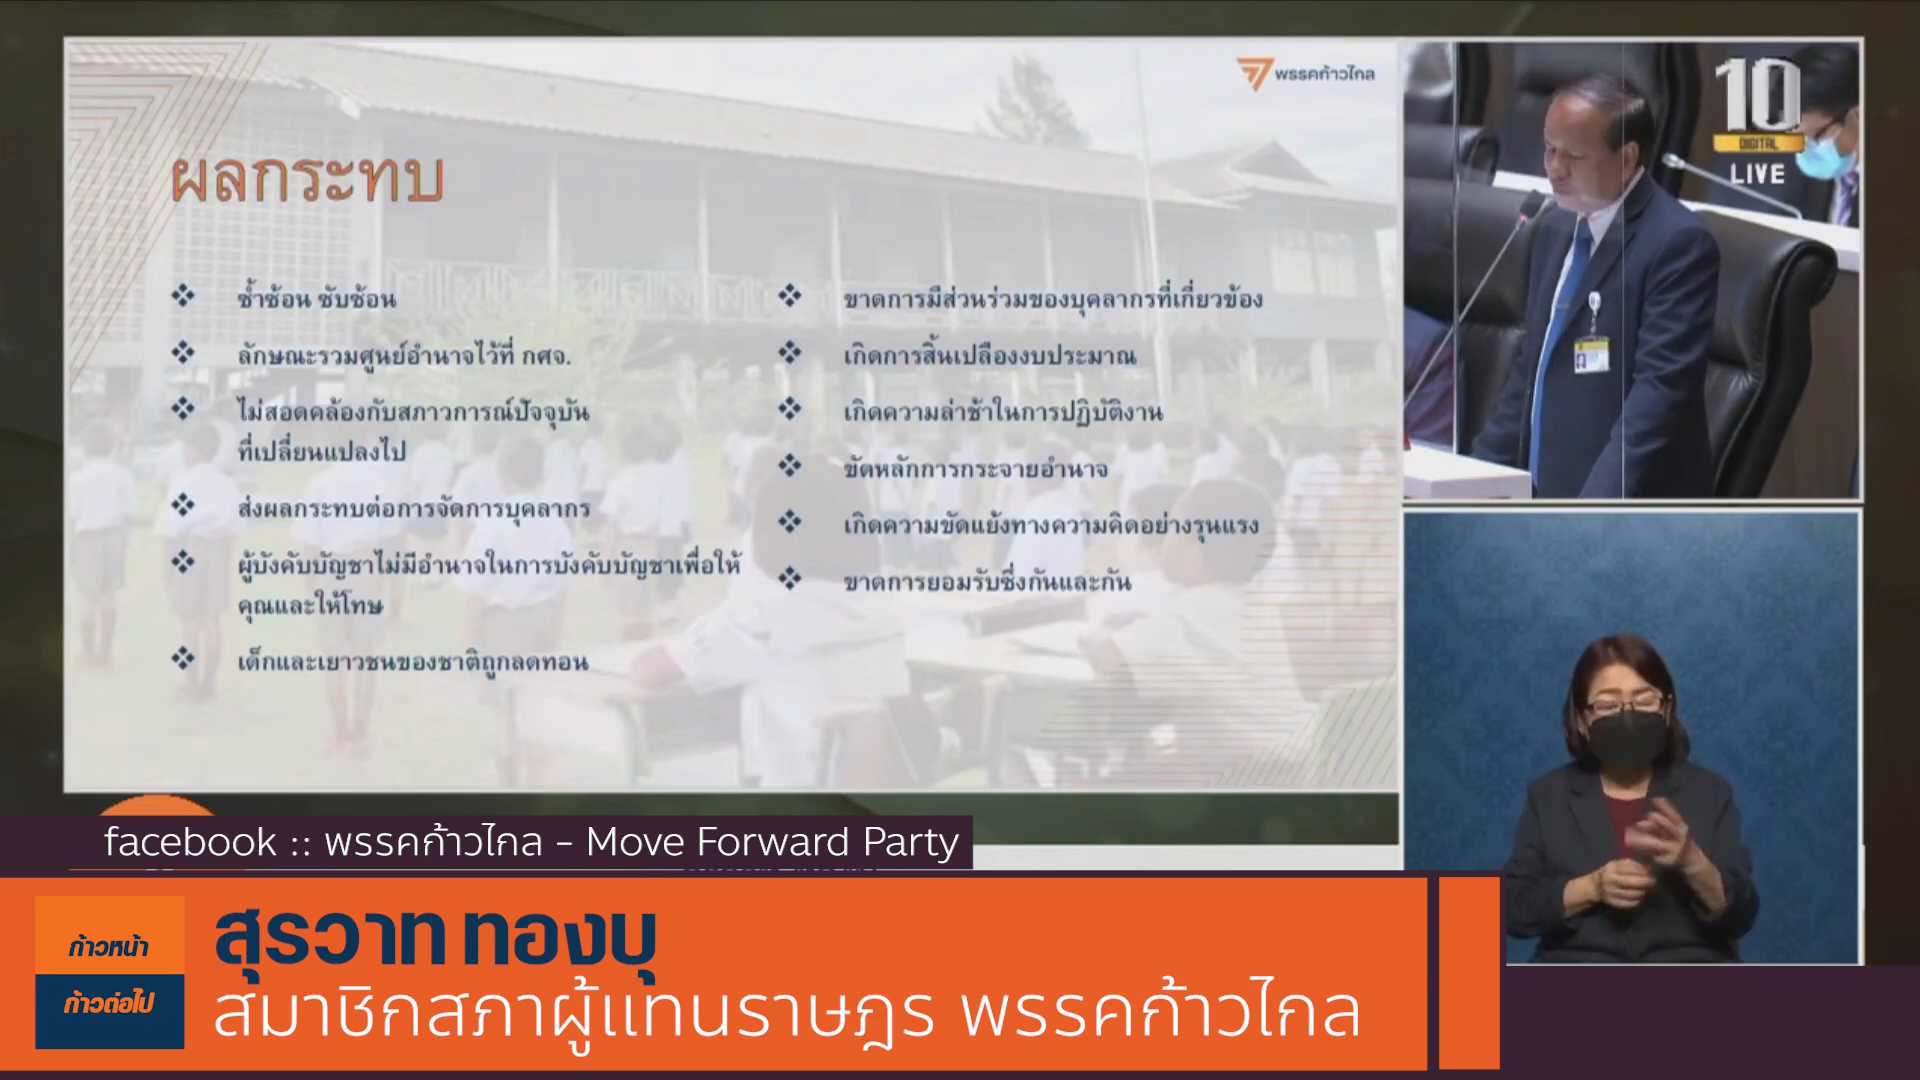 พรรคก้าวไกล
10
DIGITAL
LIVE
ผลกระทบ
ซ้ำซ้อน ซับซ้อน
ลักษณะรวมศูนย์อำนาจไว้ที่ กศจ.
ไม่สอดคล้องกับสภาวการณ์ปัจจุบัน
ที่เปลี่ยนแปลงไป
ส่งผลกระทบต่อการจัดการบุคลากร
ผู้บังคับบัญชาไม่มีอำนาจในการบังคับบัญชาเพื่อให้
คุณและให้โทษ
เด็กและเยาวชนของชาติถูกลดทอน
ขาดการมีส่วนร่วมของบุคลากรที่เกี่ยวข้อง
เกิดการสิ้นเปลืองงบประมาณ
เกิดความล่าช้าในการปฏิบัติงาน
ขัดหลักการกระจายอำนาจ
เกิดความขัดแย้งทางความคิดอย่างรุนแรง
ขาดการยอมรับซึ่งกันและกัน
facebook :: พรรคก้าวไกล - Move Forward Party
ก้าวหน้า
ก้าวต่อไป
สุรวาท ทองบุ
สมาชิกสภาผู้แทนราษฎร พรรคก้าวไกล